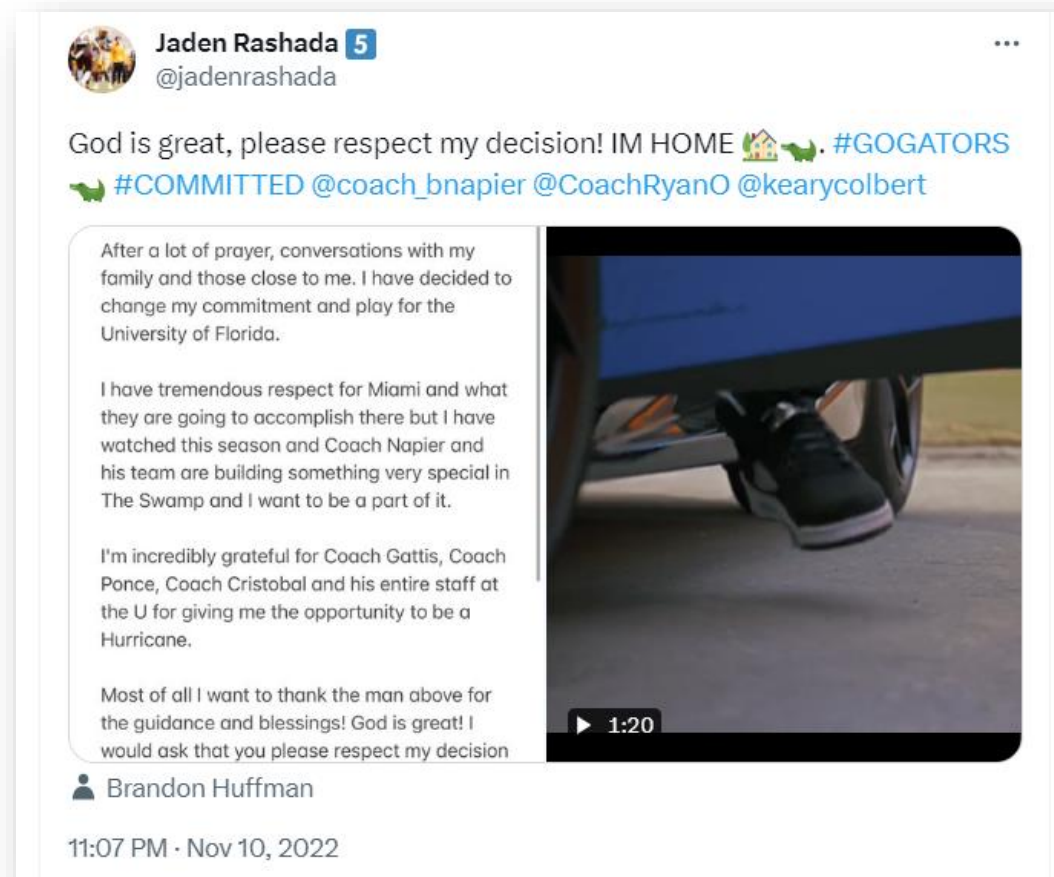 Jaden Rashada 5
@jadenrashada
God is great, please respect my decision! IM HOME 🏡🐊. #GOGATORS
🐊 #COMMITTED @coach_bnapier @CoachRyanO @kearycolbert
After a lot of prayer, conversations with my
family and those close to me. I have decided to
change my commitment and play for the
University of Florida.
I have tremendous respect for Miami and what
they are going to accomplish there but I have
watched this season and Coach Napier and
his team are building something very special in
The Swamp and I want to be a part of it.
I'm incredibly grateful for Coach Gattis, Coach
Ponce, Coach Cristobal and his entire staff at
the U for giving me the opportunity to be a
Hurricane.
Most of all I want to thank the man above for
the guidance and blessings! God is great! I
would ask that you please respect my decision
1:20
Brandon Huffman
11:07 PM · Nov 10, 2022